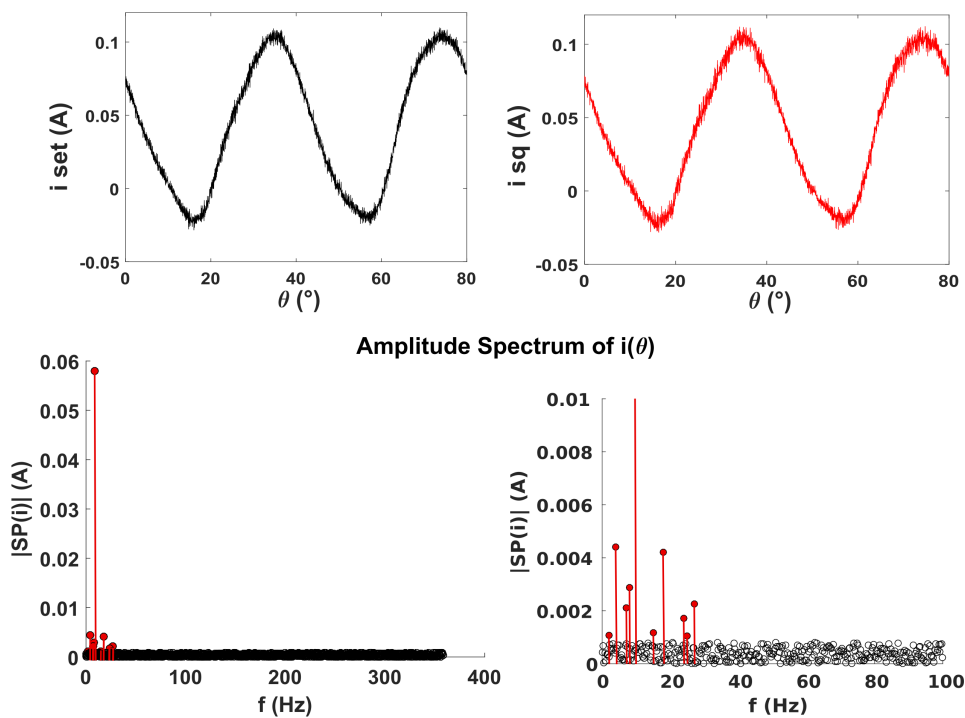 0.1
0.05
0
-0.05
i set (A)
0 20 40 60 80
θ (°)
0.1
0.05
0
-0.05
i sq (A)
0 20 40 60 80
θ (°)
Amplitude Spectrum of i(θ)
0.06
0.05
0.04
0.03
0.02
0.01
0
|SP(i)| (A)
0 100 200 300 400
f (Hz)
0.01
0.008
0.006
0.004
0.002
0
|SP(i)| (A)
0 20 40 60 80 100
f (Hz)